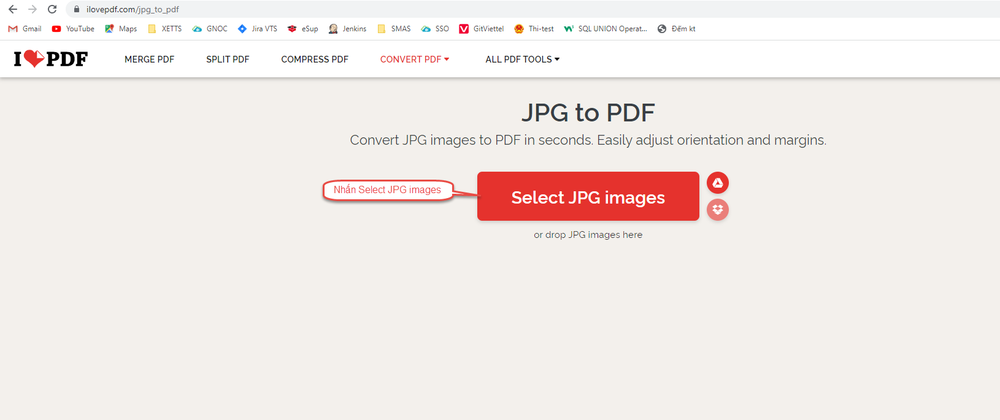 ilovepdf.com/jpg_to_pdf
Gmail YouTube Maps XETTS GNOC Jira VTS eSup Jenkins SMAS SSO GitViettel Thi-test SQL UNION Operat... Đếm kt
I PDF MERGE PDF SPLIT PDF COMPRESS PDF CONVERT PDF ALL PDF TOOLS
JPG to PDF
Convert JPG images to PDF in seconds. Easily adjust orientation and margins.
Nhấn Select JPG images
Select JPG images
or drop JPG images here